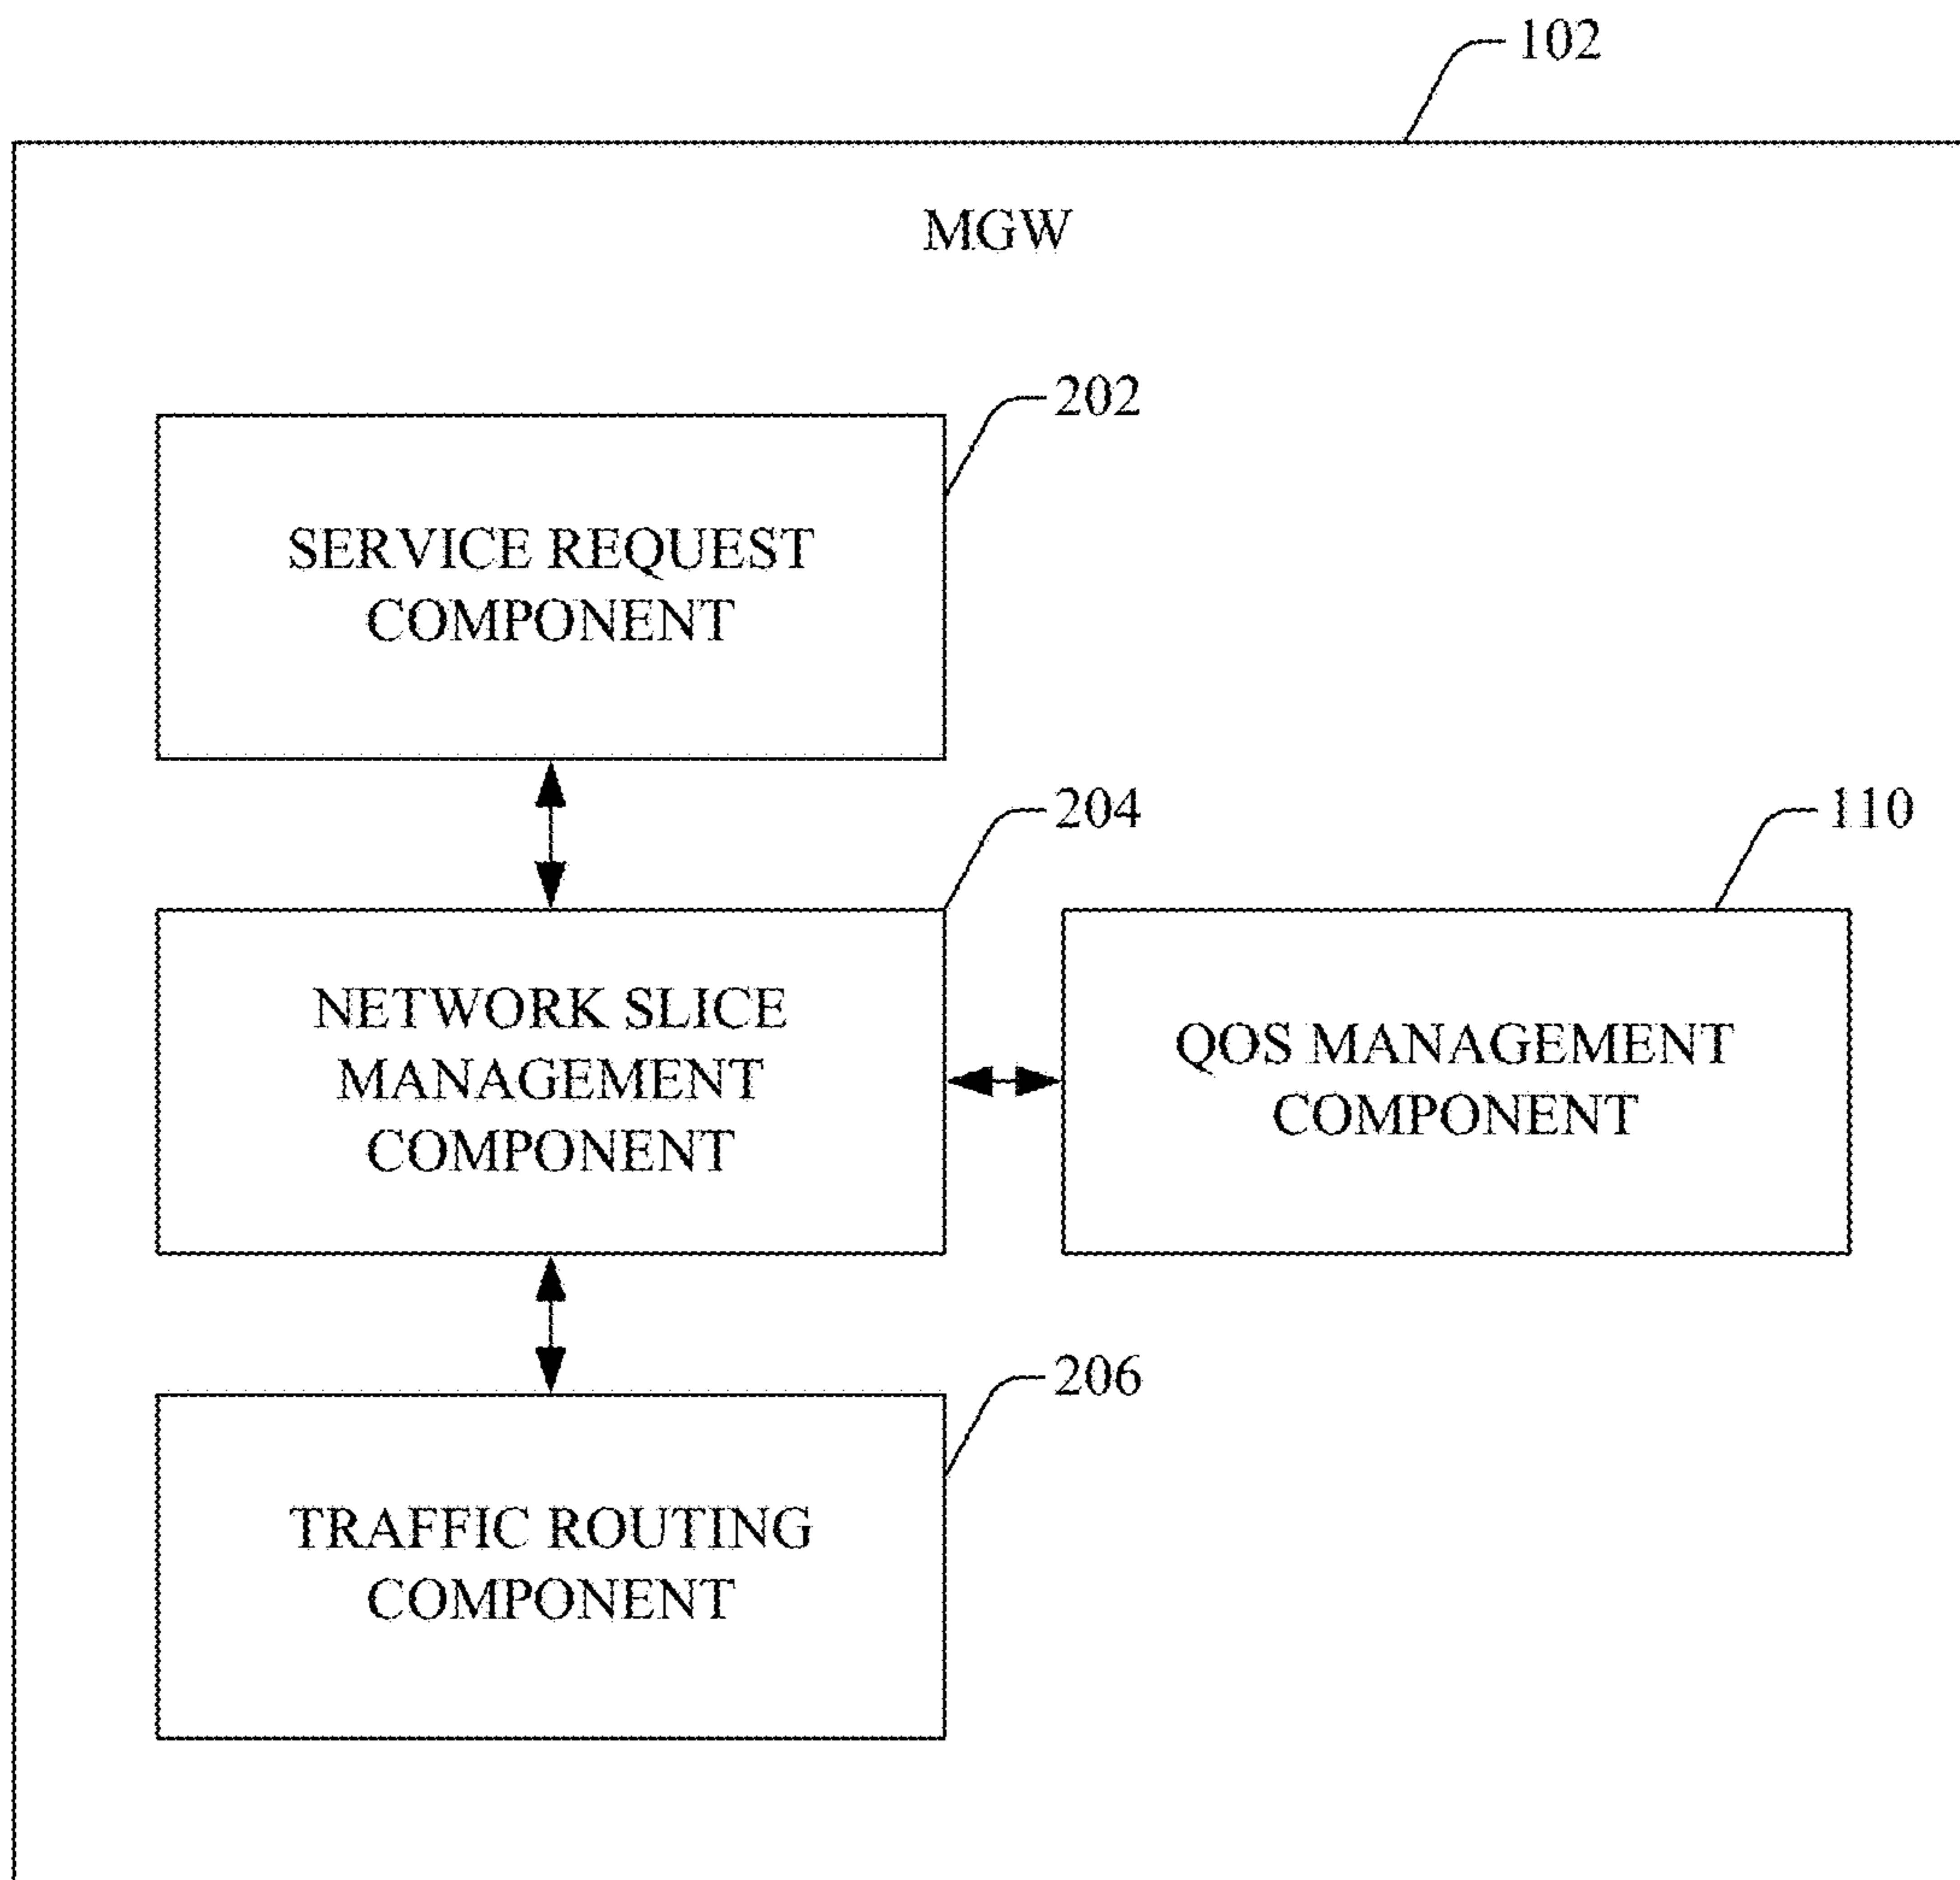 102
MGW
202
SERVICE REQUEST
COMPONENT
204
110
NETWORK SLICE
MANAGEMENT
COMPONENT
QOS MANAGEMENT
COMPONENT
206
TRAFFIC ROUTING
COMPONENT